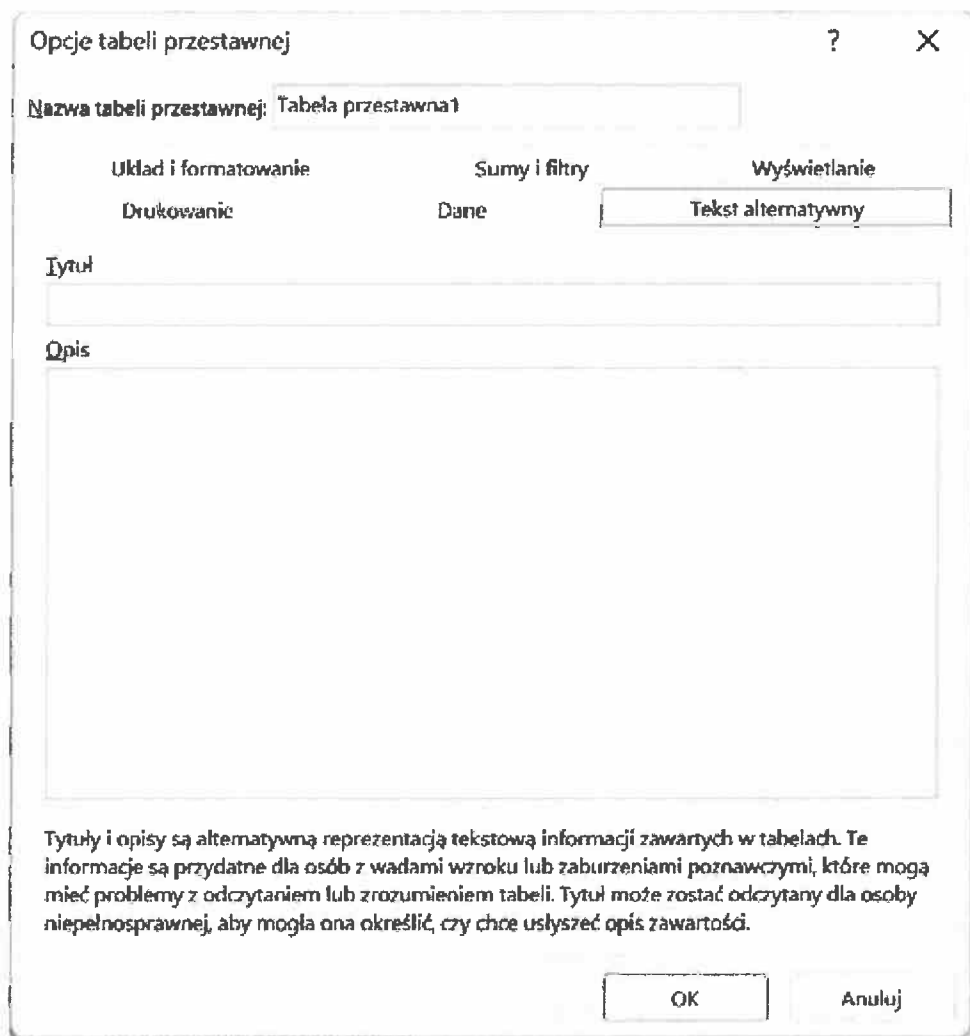 Opcje tabeli przestawnej ? X
Nazwa tabeli przestawnej: Tabela przestawna1
Układ i formatowanie Sumy i filtry Wyświetlanie
Drukowanie Dane Tekst alternatywny
Tytuł
Opis
Tytuły i opisy są alternatywną reprezentacją tekstową informacji zawartych w tabelach. Te
informacje są przydatne dla osób z wadami wzroku lub zaburzeniami poznawczymi, które mogą
mieć problemy z odczytaniem lub zrozumieniem tabeli. Tytuł może zostać odczytany dla osoby
niepełnosprawnej, aby mogła ona określić, czy chce usłyszeć opis zawartości.
OK Anuluj